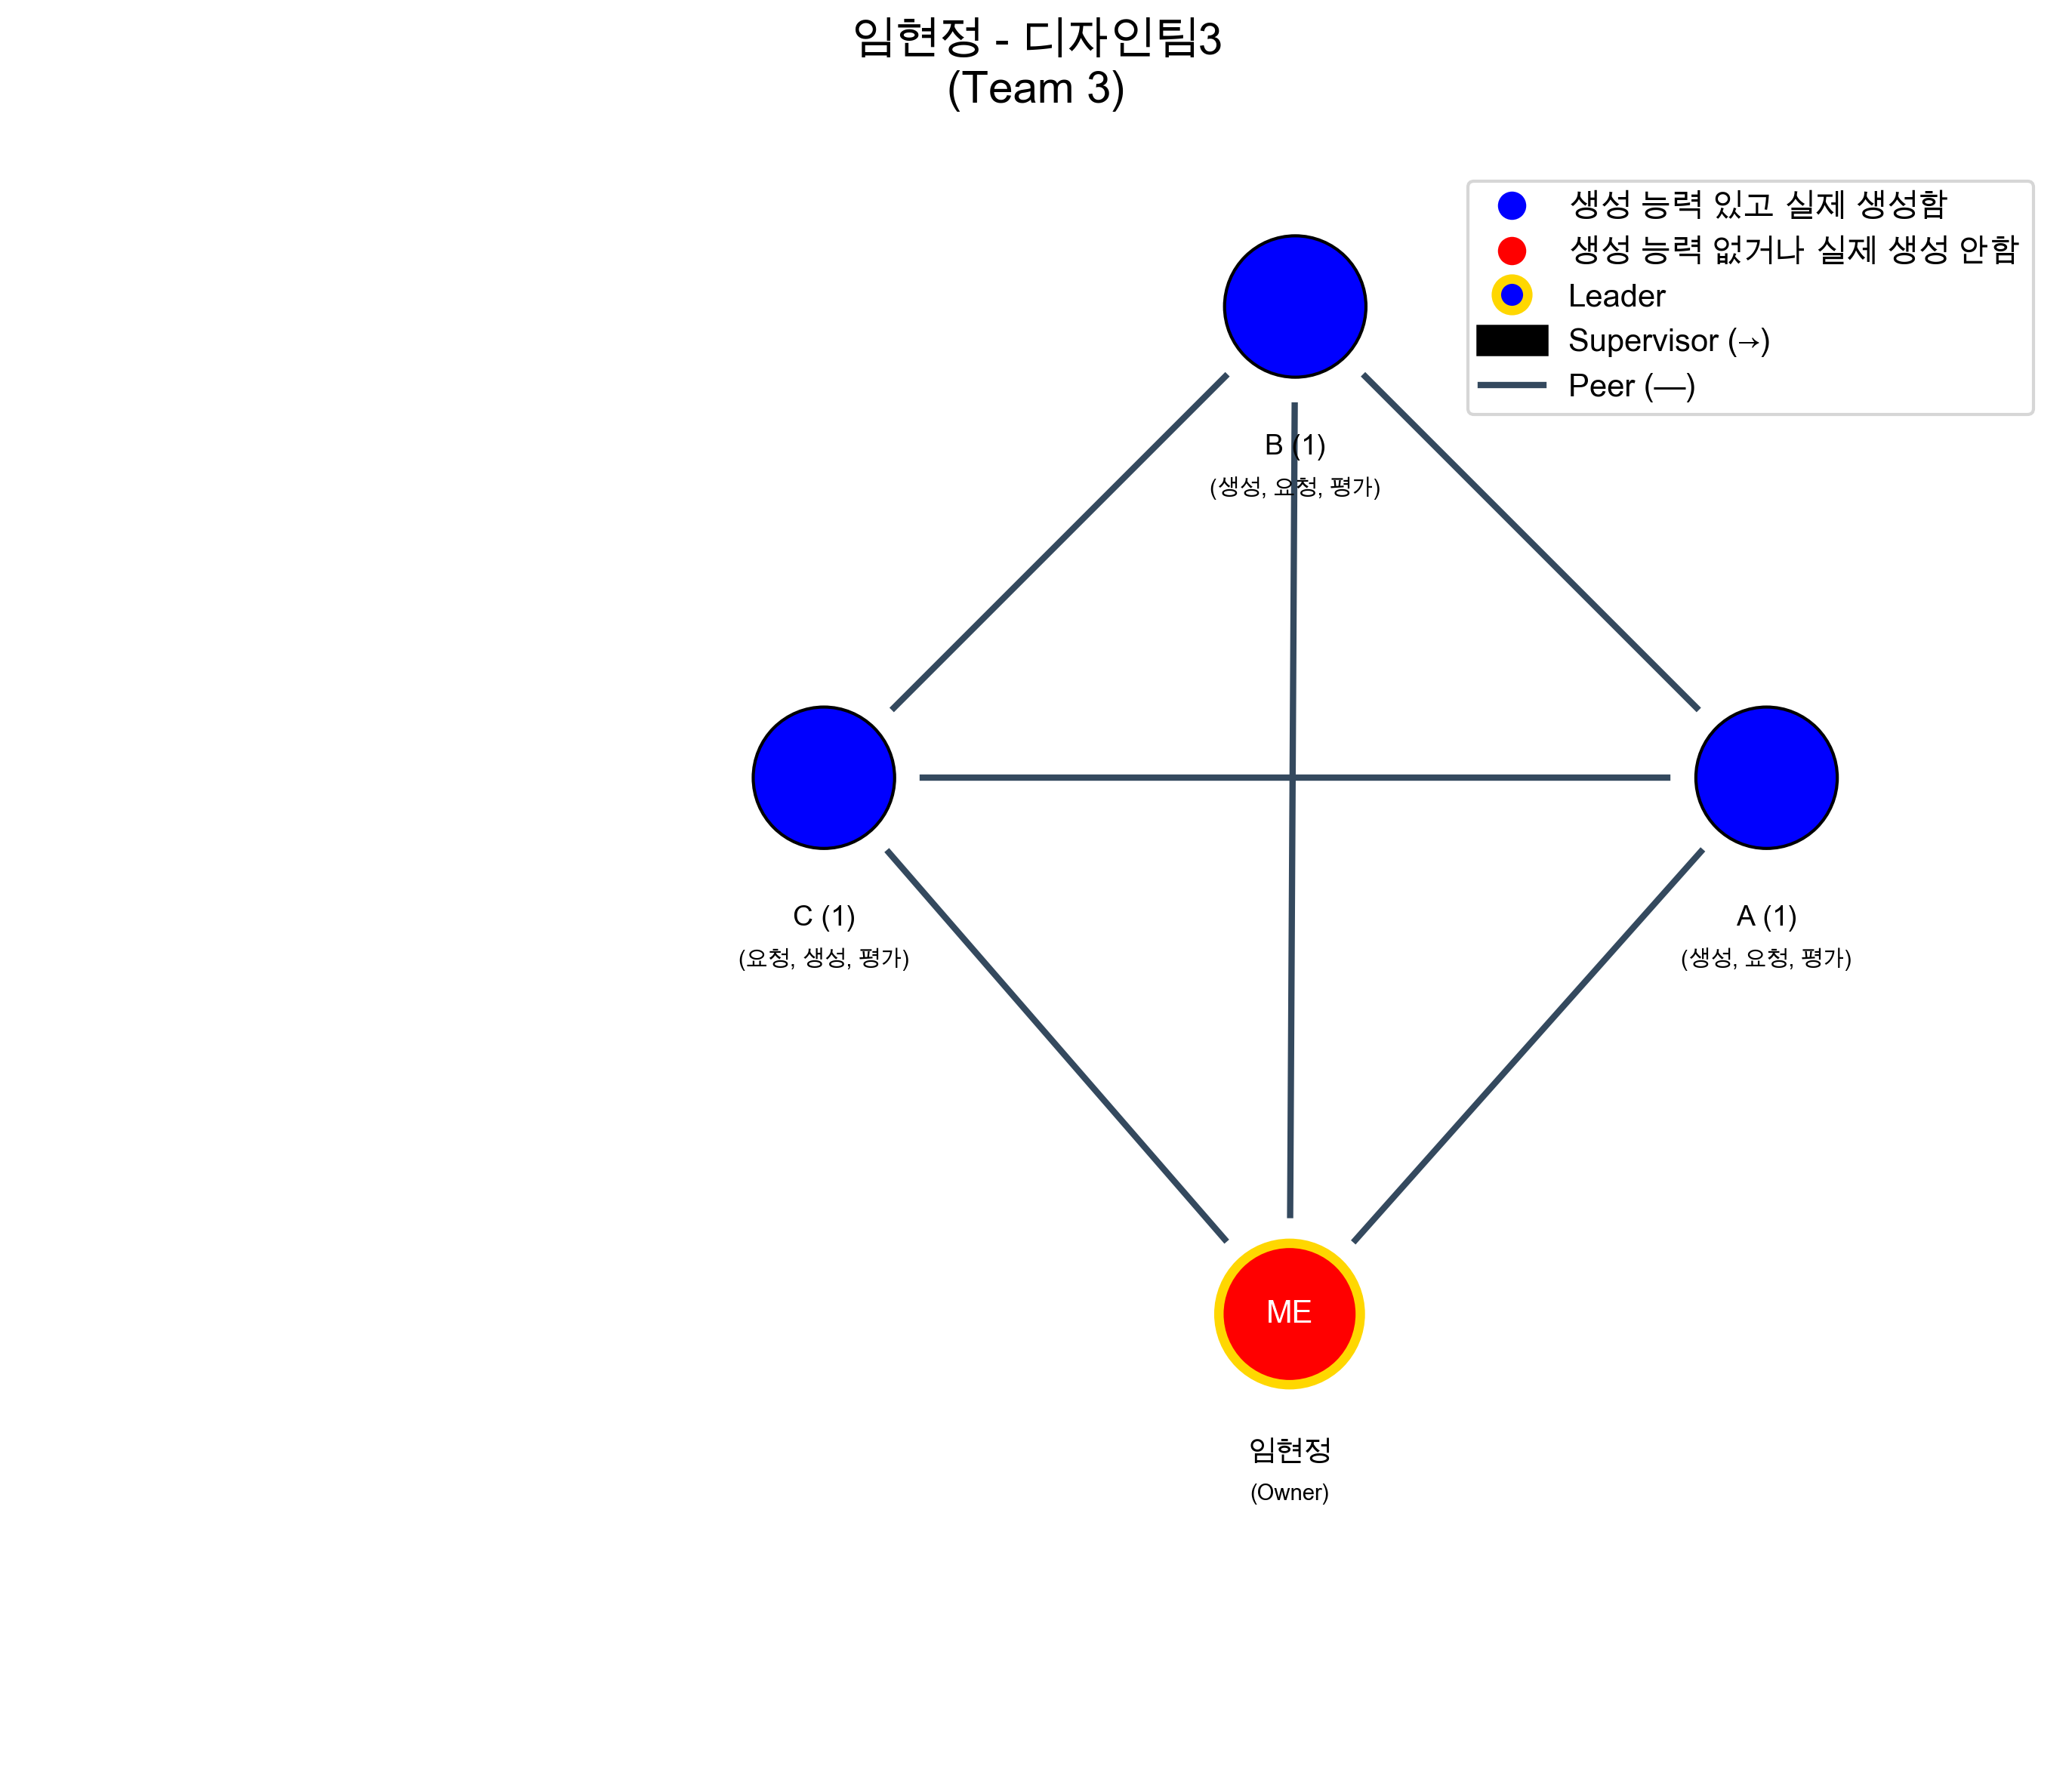 임현정 - 디자인팀3
(Team 3)
생성 능력 있고 실제 생성함
생성 능력 없거나 실제 생성 안함
Leader
Supervisor (→)
Peer (—)
B (1)
(생성, 요청, 평가)
C (1)
(요청, 생성, 평가)
A (1)
(생성, 요청, 평가)
ME
임현정
(Owner)